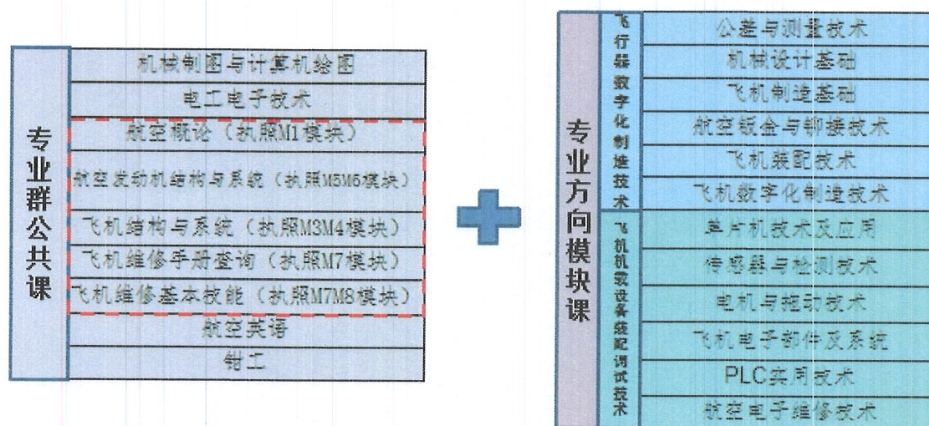 专业群公共课
机械制图与计算机绘图
电工电子技术
航空概论（执照M1模块）
航空发动机结构与系统（执照M5M6模块）
飞机结构与系统（执照M3M4模块）
飞机维修手册查询（执照M7模块）
飞机维修基本技能（执照M7M8模块）
航空英语
钳工
专业方向模块课
飞行器数字化制造技术
公差与测量技术
机械设计基础
飞机制造基础
航空钣金与铆接技术
飞机装配技术
飞机数字化制造技术
飞机机载设备装配调试技术
单片机技术及应用
传感器与检测技术
电机与拖动技术
飞机电子部件及系统
PLC实用技术
航空电子维修技术